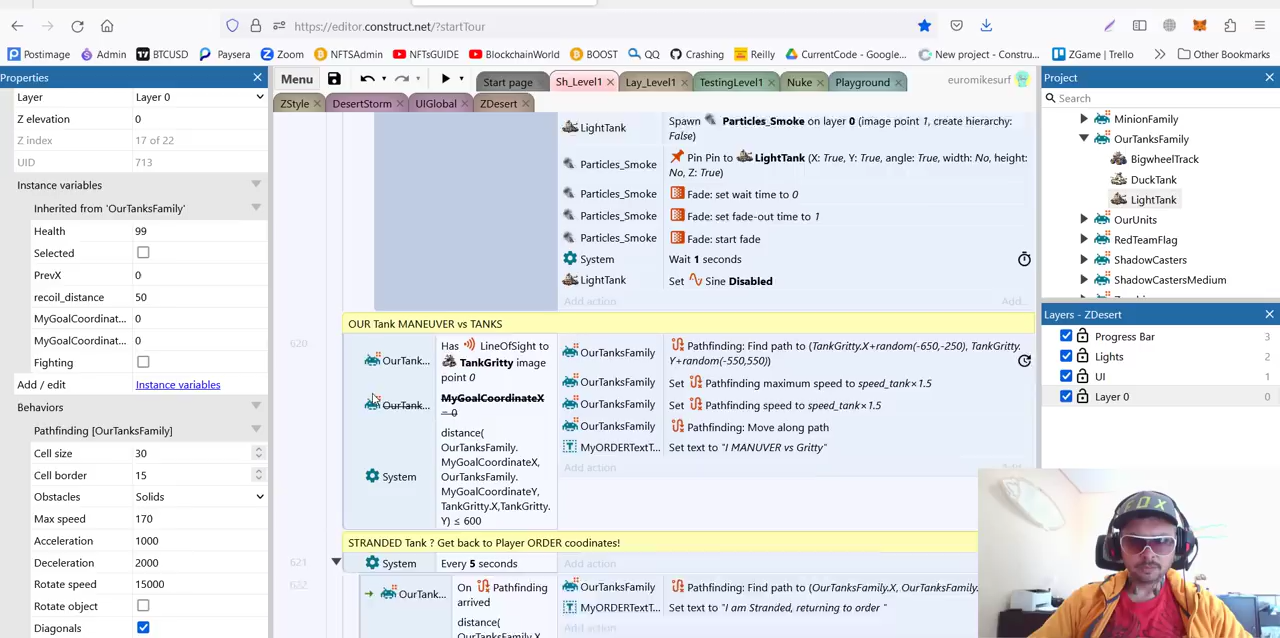 https://editor.construct.net/?startTour
Postimage Admin BTCUSD Paysera Zoom NFTSAdmin NFTsGUIDE BlockchainWorld BOOST QQ Crashing Reilly CurrentCode - Google... New project - Constru... ZGame | Trello Other Bookmarks
Properties
Menu
Start page Sh_Level1 Lay_Level1 TestingLevel1 Nuke Playground
euromikesurf
ZStyle DesertStorm UIGlobal ZDesert
Layer Layer 0
Z elevation 0
Z index 17 of 22
UID 713
Instance variables
Inherited from 'OurTanksFamily'
Health 99
Selected
PrevX 0
recoil_distance 50
MyGoalCoordinat... 0
MyGoalCoordinat... 0
Fighting
Add / edit Instance variables
Behaviors
Pathfinding [OurTanksFamily]
Cell size 30
Cell border 15
Obstacles Solids
Max speed 170
Acceleration 1000
Deceleration 2000
Rotate speed 15000
Rotate object
Diagonals
LightTank Spawn Particles_Smoke on layer 0 (image point 1, create hierarchy:
False)
Particles_Smoke Pin Pin to LightTank (X: True, Y: True, angle: True, width: No, height:
No, Z: True)
Particles_Smoke Fade: set wait time to 0
Particles_Smoke Fade: set fade-out time to 1
Particles_Smoke Fade: start fade
System Wait 1 seconds
LightTank Set Sine Disabled
Add action Add...
OUR Tank MANEUVER vs TANKS
620
OurTank... Has LineOfSight to
TankGritty image
point 0
OurTank... MyGoalCoordinateX
= 0
System distance(
OurTanksFamily.
MyGoalCoordinateX,
OurTanksFamily.
MyGoalCoordinateY,
TankGritty.X,TankGritty.
Y) ≤ 600
OurTanksFamily Pathfinding: Find path to (TankGritty.X+random(-650,-250), TankGritty.
Y+random(-550,550))
OurTanksFamily Set Pathfinding maximum speed to speed_tank×1.5
OurTanksFamily Set Pathfinding speed to speed_tank×1.5
OurTanksFamily Pathfinding: Move along path
MyORDERTextT... Set text to "I MANUVER vs Gritty"
Add action
STRANDED Tank ? Get back to Player ORDER coodinates!
621 System Every 5 seconds Add action
622 OurTank... On Pathfinding
arrived
distance(
OurTanksFamily.X,
OurTanksFamily Pathfinding: Find path to (OurTanksFamily.X, OurTanksFamily.
MyORDERTextT... Set text to "I am Stranded, returning to order "
Add action
Project
Search
MinionFamily
OurTanksFamily
BigwheelTrack
DuckTank
LightTank
OurUnits
RedTeamFlag
ShadowCasters
ShadowCastersMedium
Layers - ZDesert
Progress Bar 3
Lights 2
UI 1
Layer 0 0
FOX